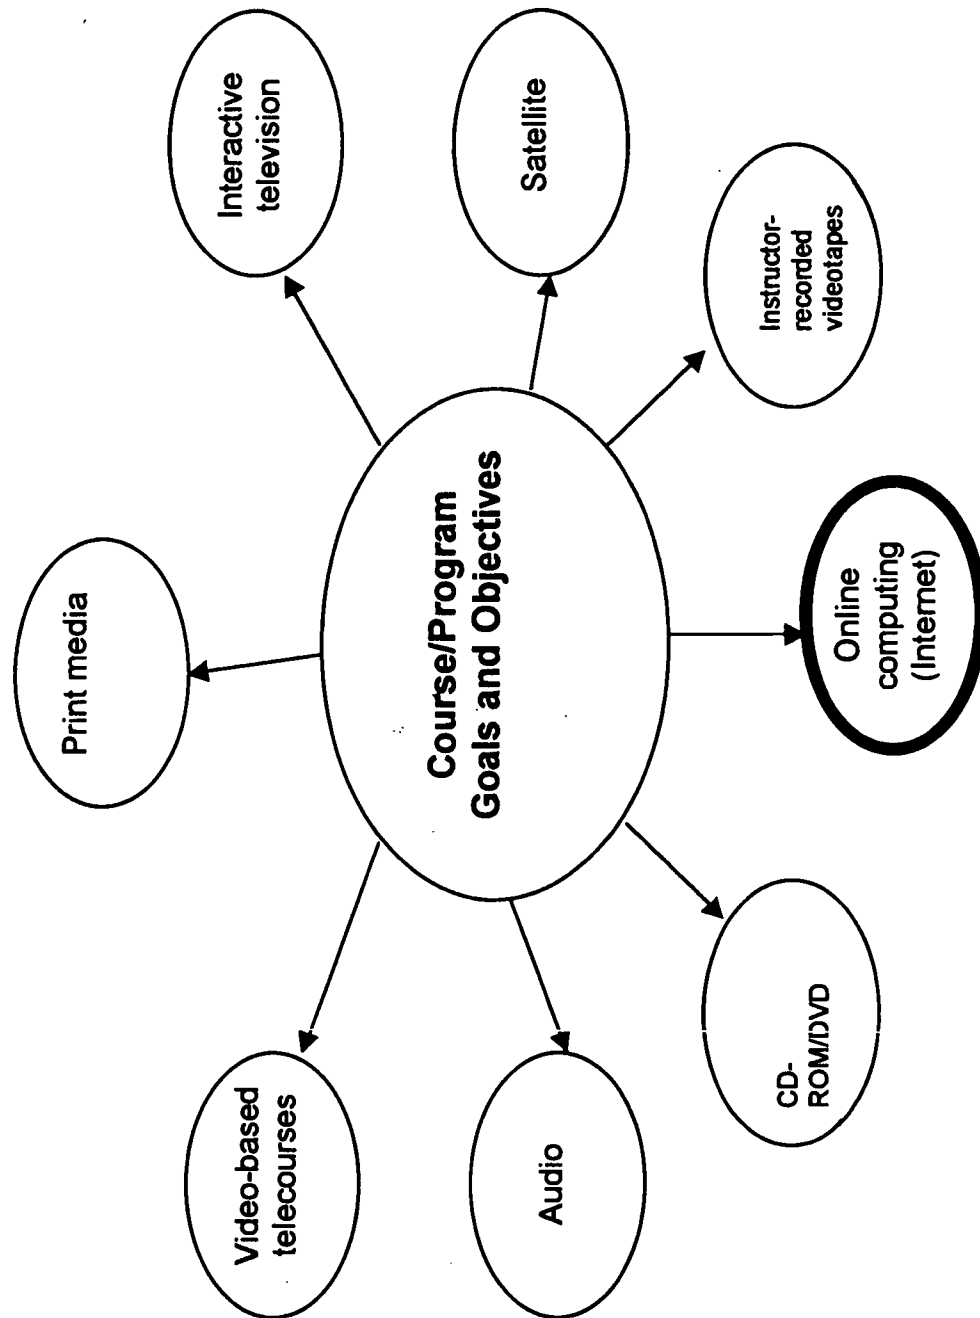 Print media
Video-based
telecourses
Interactive
television
Course/Program
Goals and Objectives
Audio
Satellite
CD-
ROM/DVD
Instructor-
recorded
videotapes
Online
computing
(Internet)